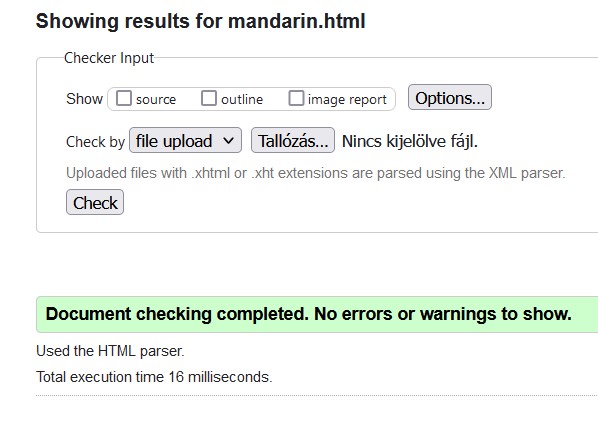 Showing results for mandarin.html
Checker Input
Show source outline image report Options...
Check by file upload Tallózás... Nincs kijelölve fájl.
Uploaded files with .xhtml or .xht extensions are parsed using the XML parser.
Check
Document checking completed. No errors or warnings to show.
Used the HTML parser.
Total execution time 16 milliseconds.